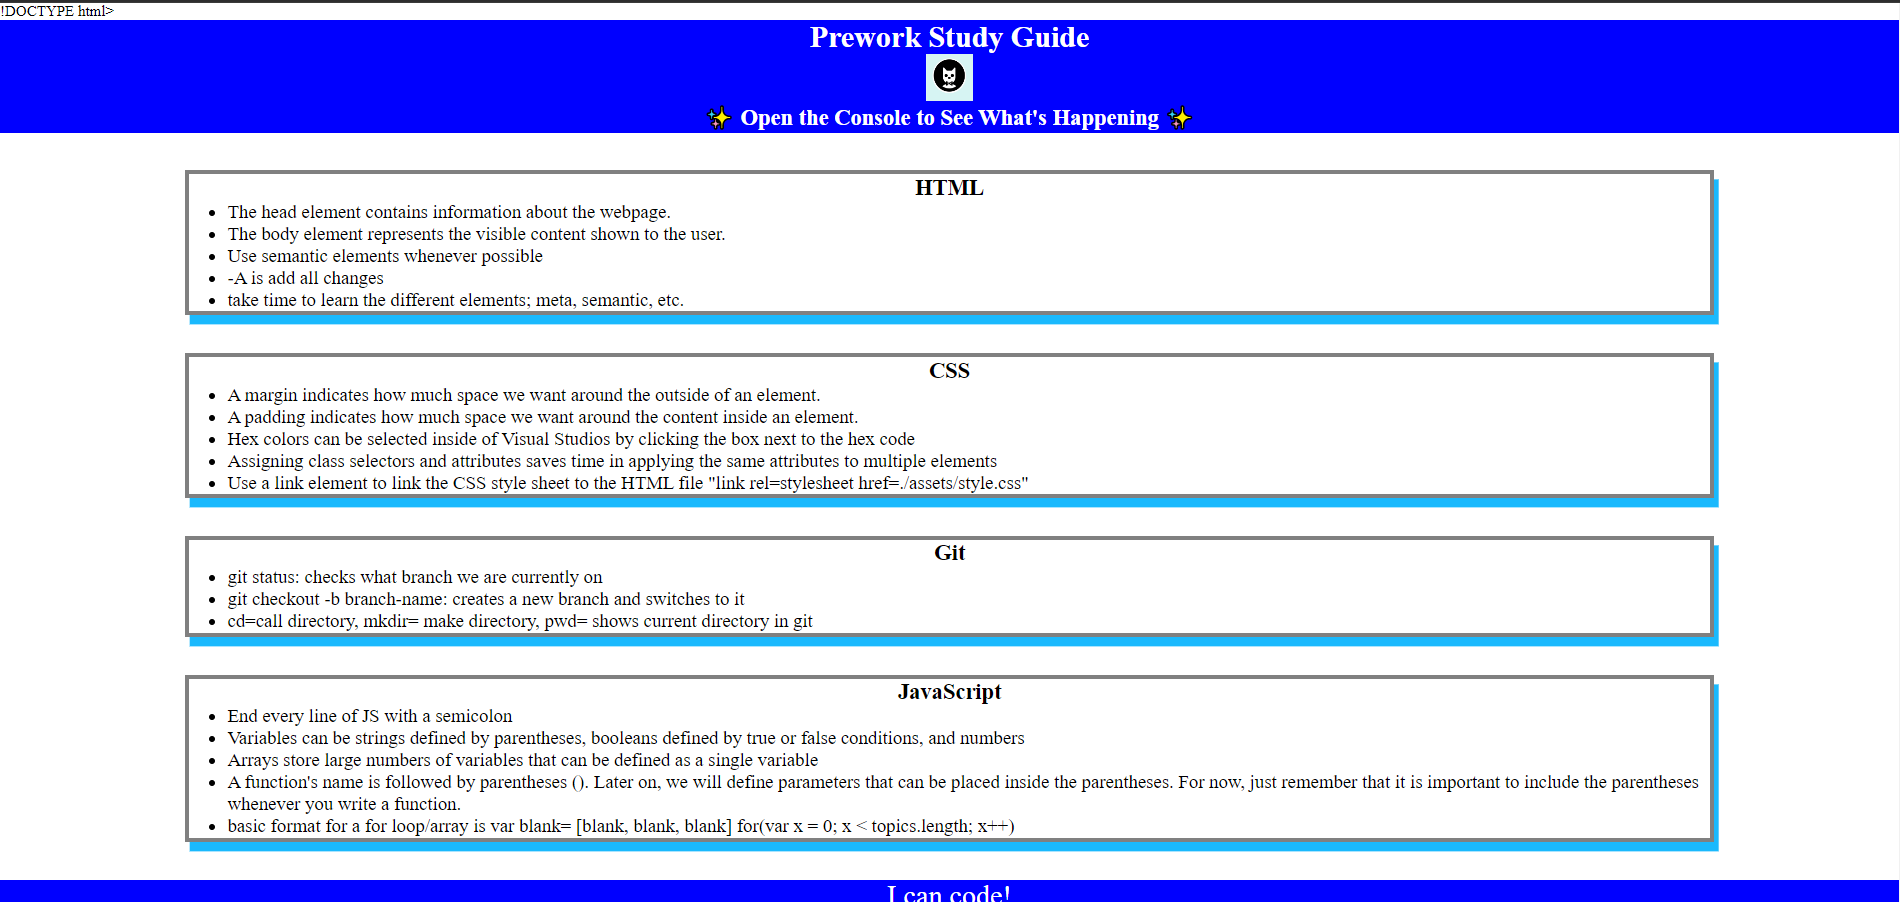 !DOCTYPE html>
Prework Study Guide
✨ Open the Console to See What's Happening ✨
HTML
• The head element contains information about the webpage.
• The body element represents the visible content shown to the user.
• Use semantic elements whenever possible
• -A is add all changes
• take time to learn the different elements; meta, semantic, etc.
CSS
• A margin indicates how much space we want around the outside of an element.
• A padding indicates how much space we want around the content inside an element.
• Hex colors can be selected inside of Visual Studios by clicking the box next to the hex code
• Assigning class selectors and attributes saves time in applying the same attributes to multiple elements
• Use a link element to link the CSS style sheet to the HTML file "link rel=stylesheet href=./assets/style.css"
Git
• git status: checks what branch we are currently on
• git checkout -b branch-name: creates a new branch and switches to it
• cd=call directory, mkdir= make directory, pwd= shows current directory in git
JavaScript
• End every line of JS with a semicolon
• Variables can be strings defined by parentheses, booleans defined by true or false conditions, and numbers
• Arrays store large numbers of variables that can be defined as a single variable
• A function's name is followed by parentheses (). Later on, we will define parameters that can be placed inside the parentheses. For now, just remember that it is important to include the parentheses
whenever you write a function.
• basic format for a for loop/array is var blank= [blank, blank, blank] for(var x = 0; x < topics.length; x++)
I can code!